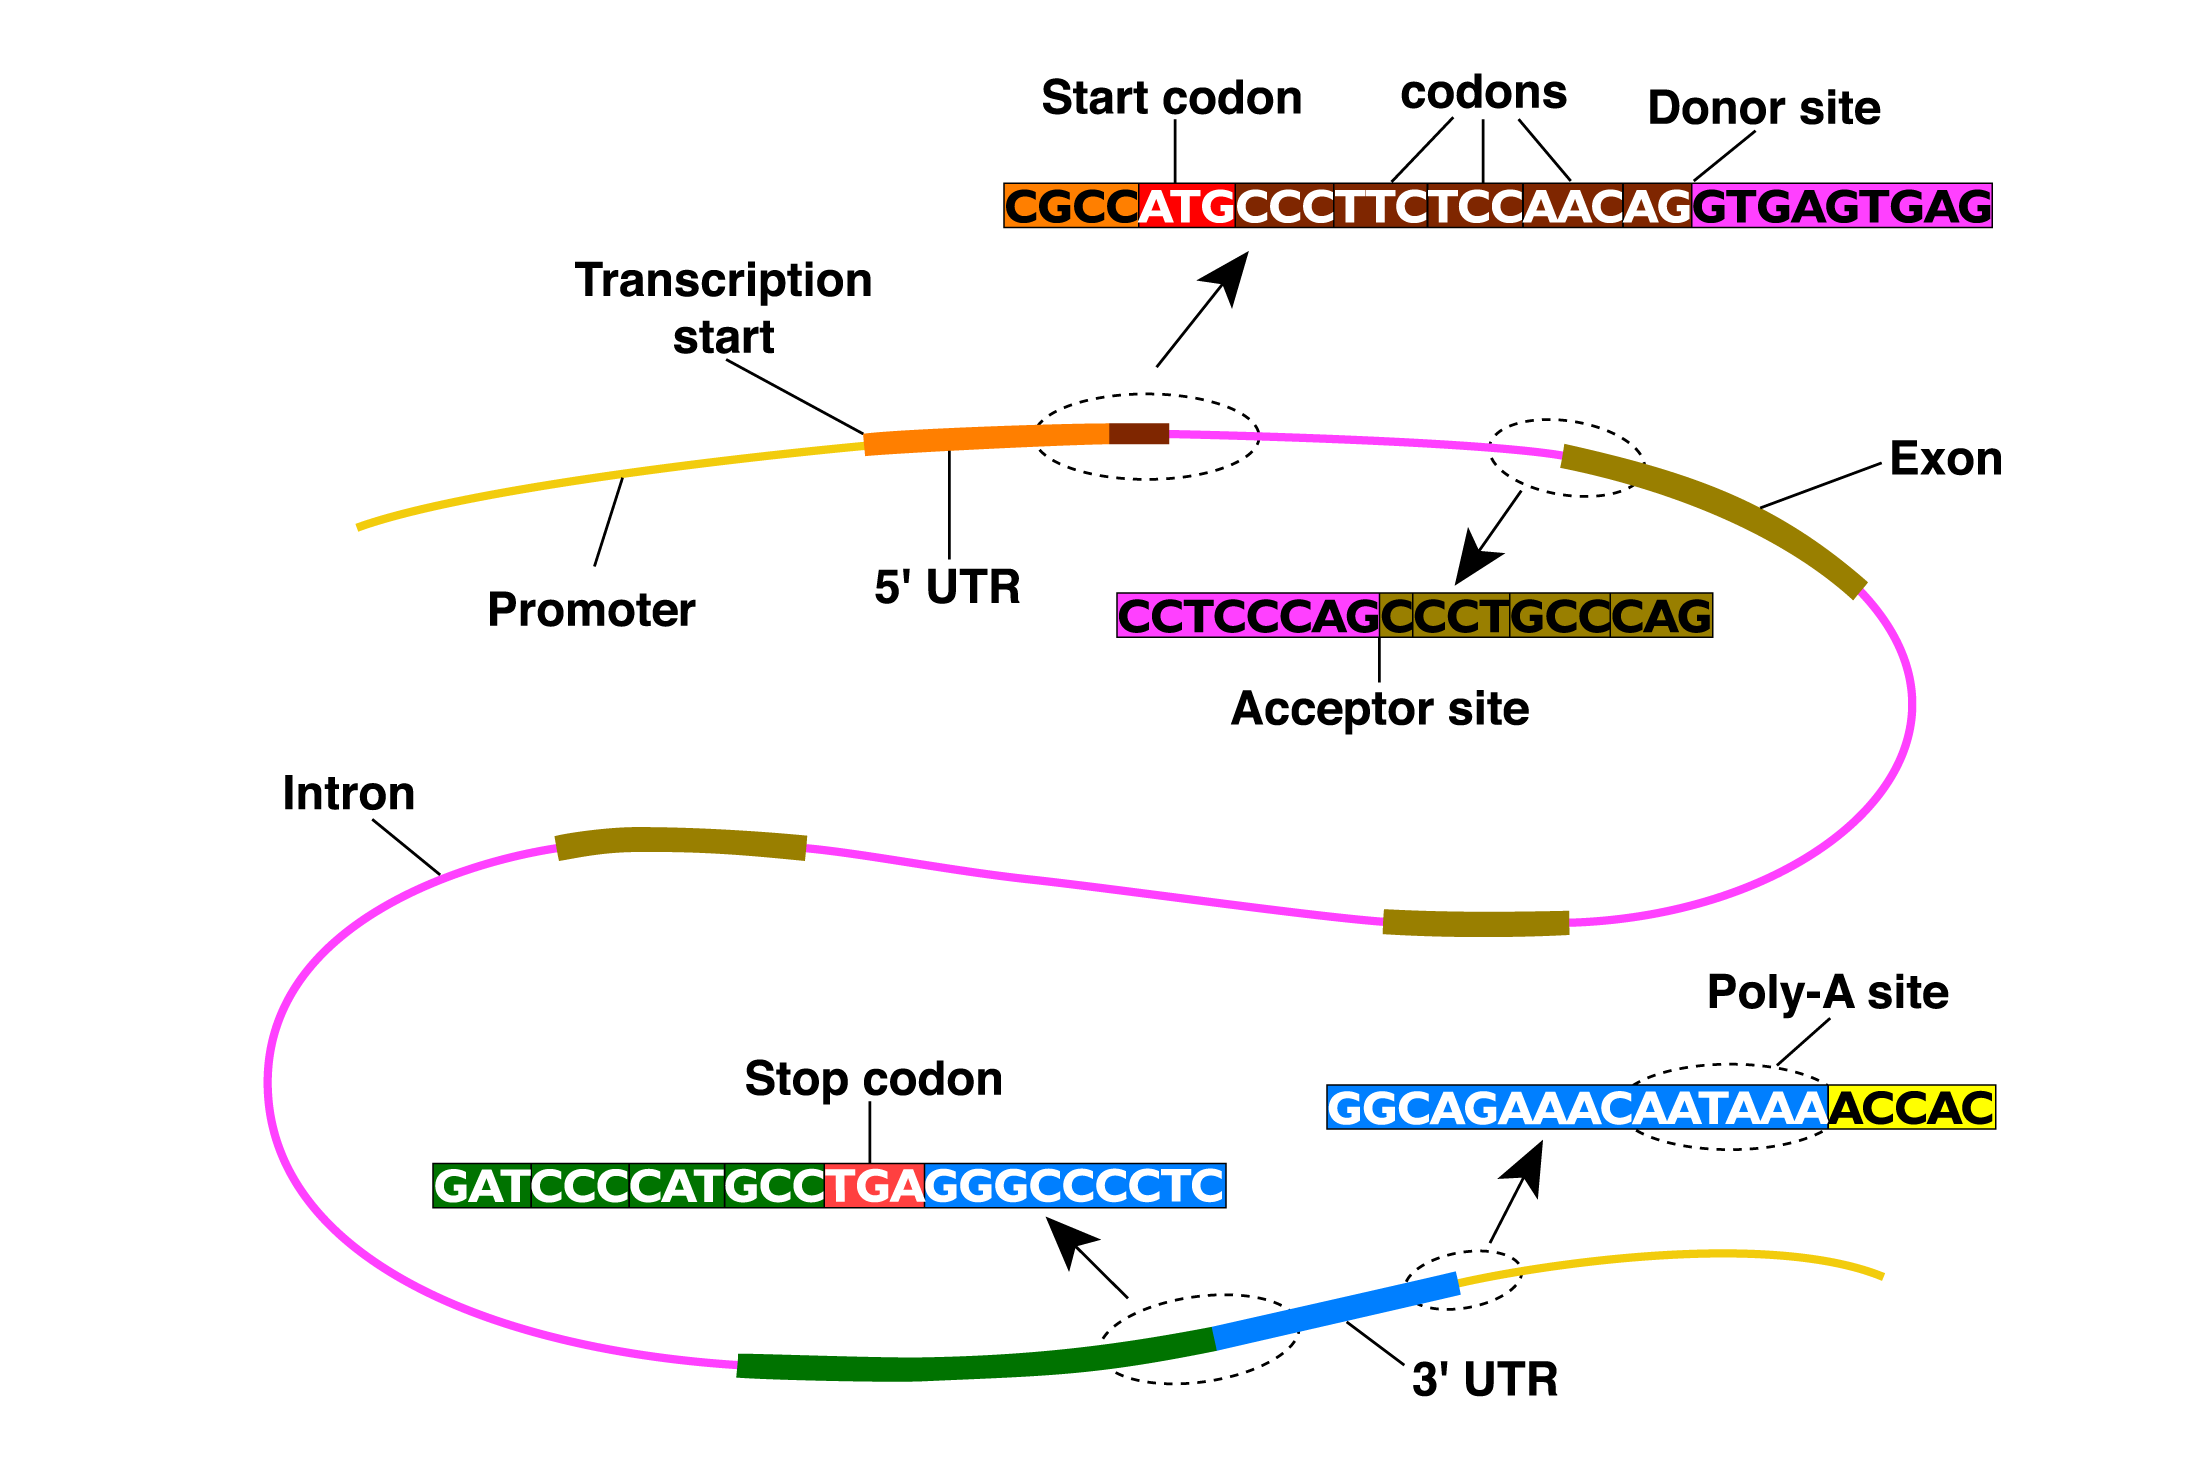 Start codon
codons
Donor site
CGCCATGCCCTTCTCCAACAGGTGAGTGAG
Transcription
start
Exon
Promoter
5' UTR
CCTCCCAGCCCTGCCCAG
Acceptor site
Intron
Poly-A site
Stop codon
GGCAGAAACAATAAAACCAC
GATCCCCATGCCTGAGGGCCCCTC
3' UTR